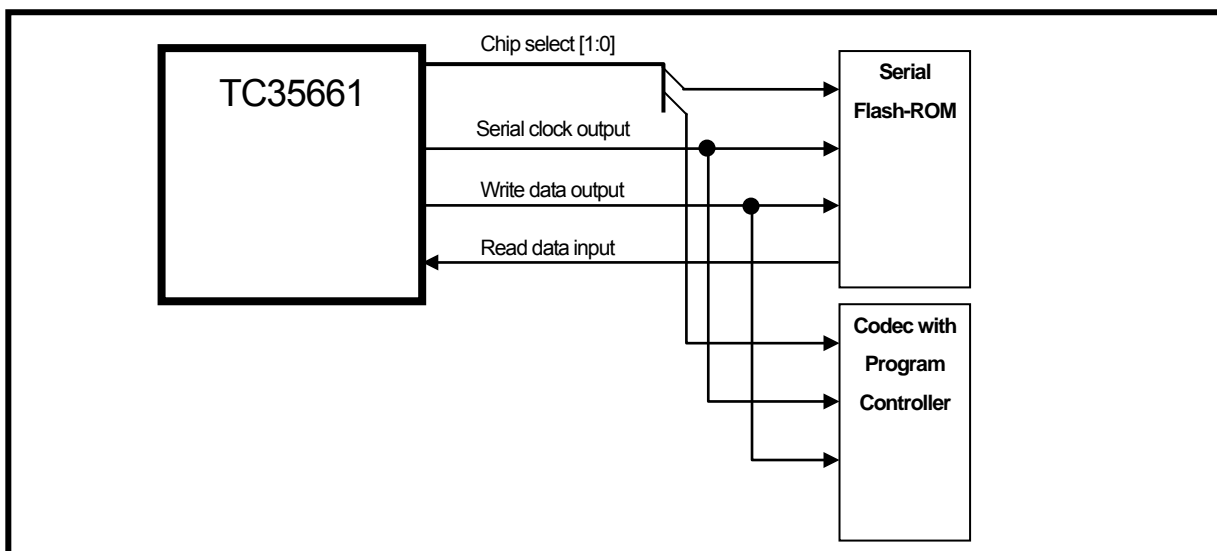 Chip select [1:0]
TC35661
Serial
Flash-ROM
Serial clock output
Write data output
Read data input
Codec with
Program
Controller